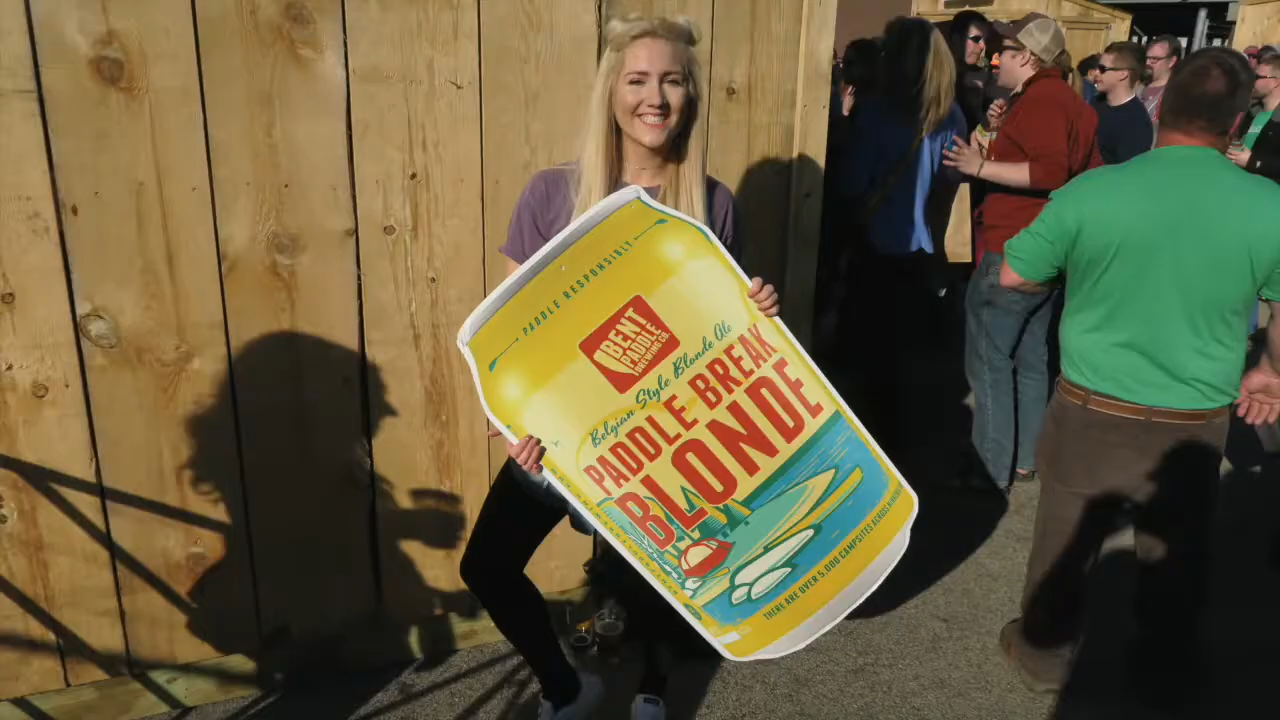 PADDLE RESPONSIBLY
BENT
PADDLE
BREWING CO.
Belgian Style Blonde Ale
PADDLE BREAK
BLONDE
THERE ARE OVER 5,000 CAMPSITES ACROSS